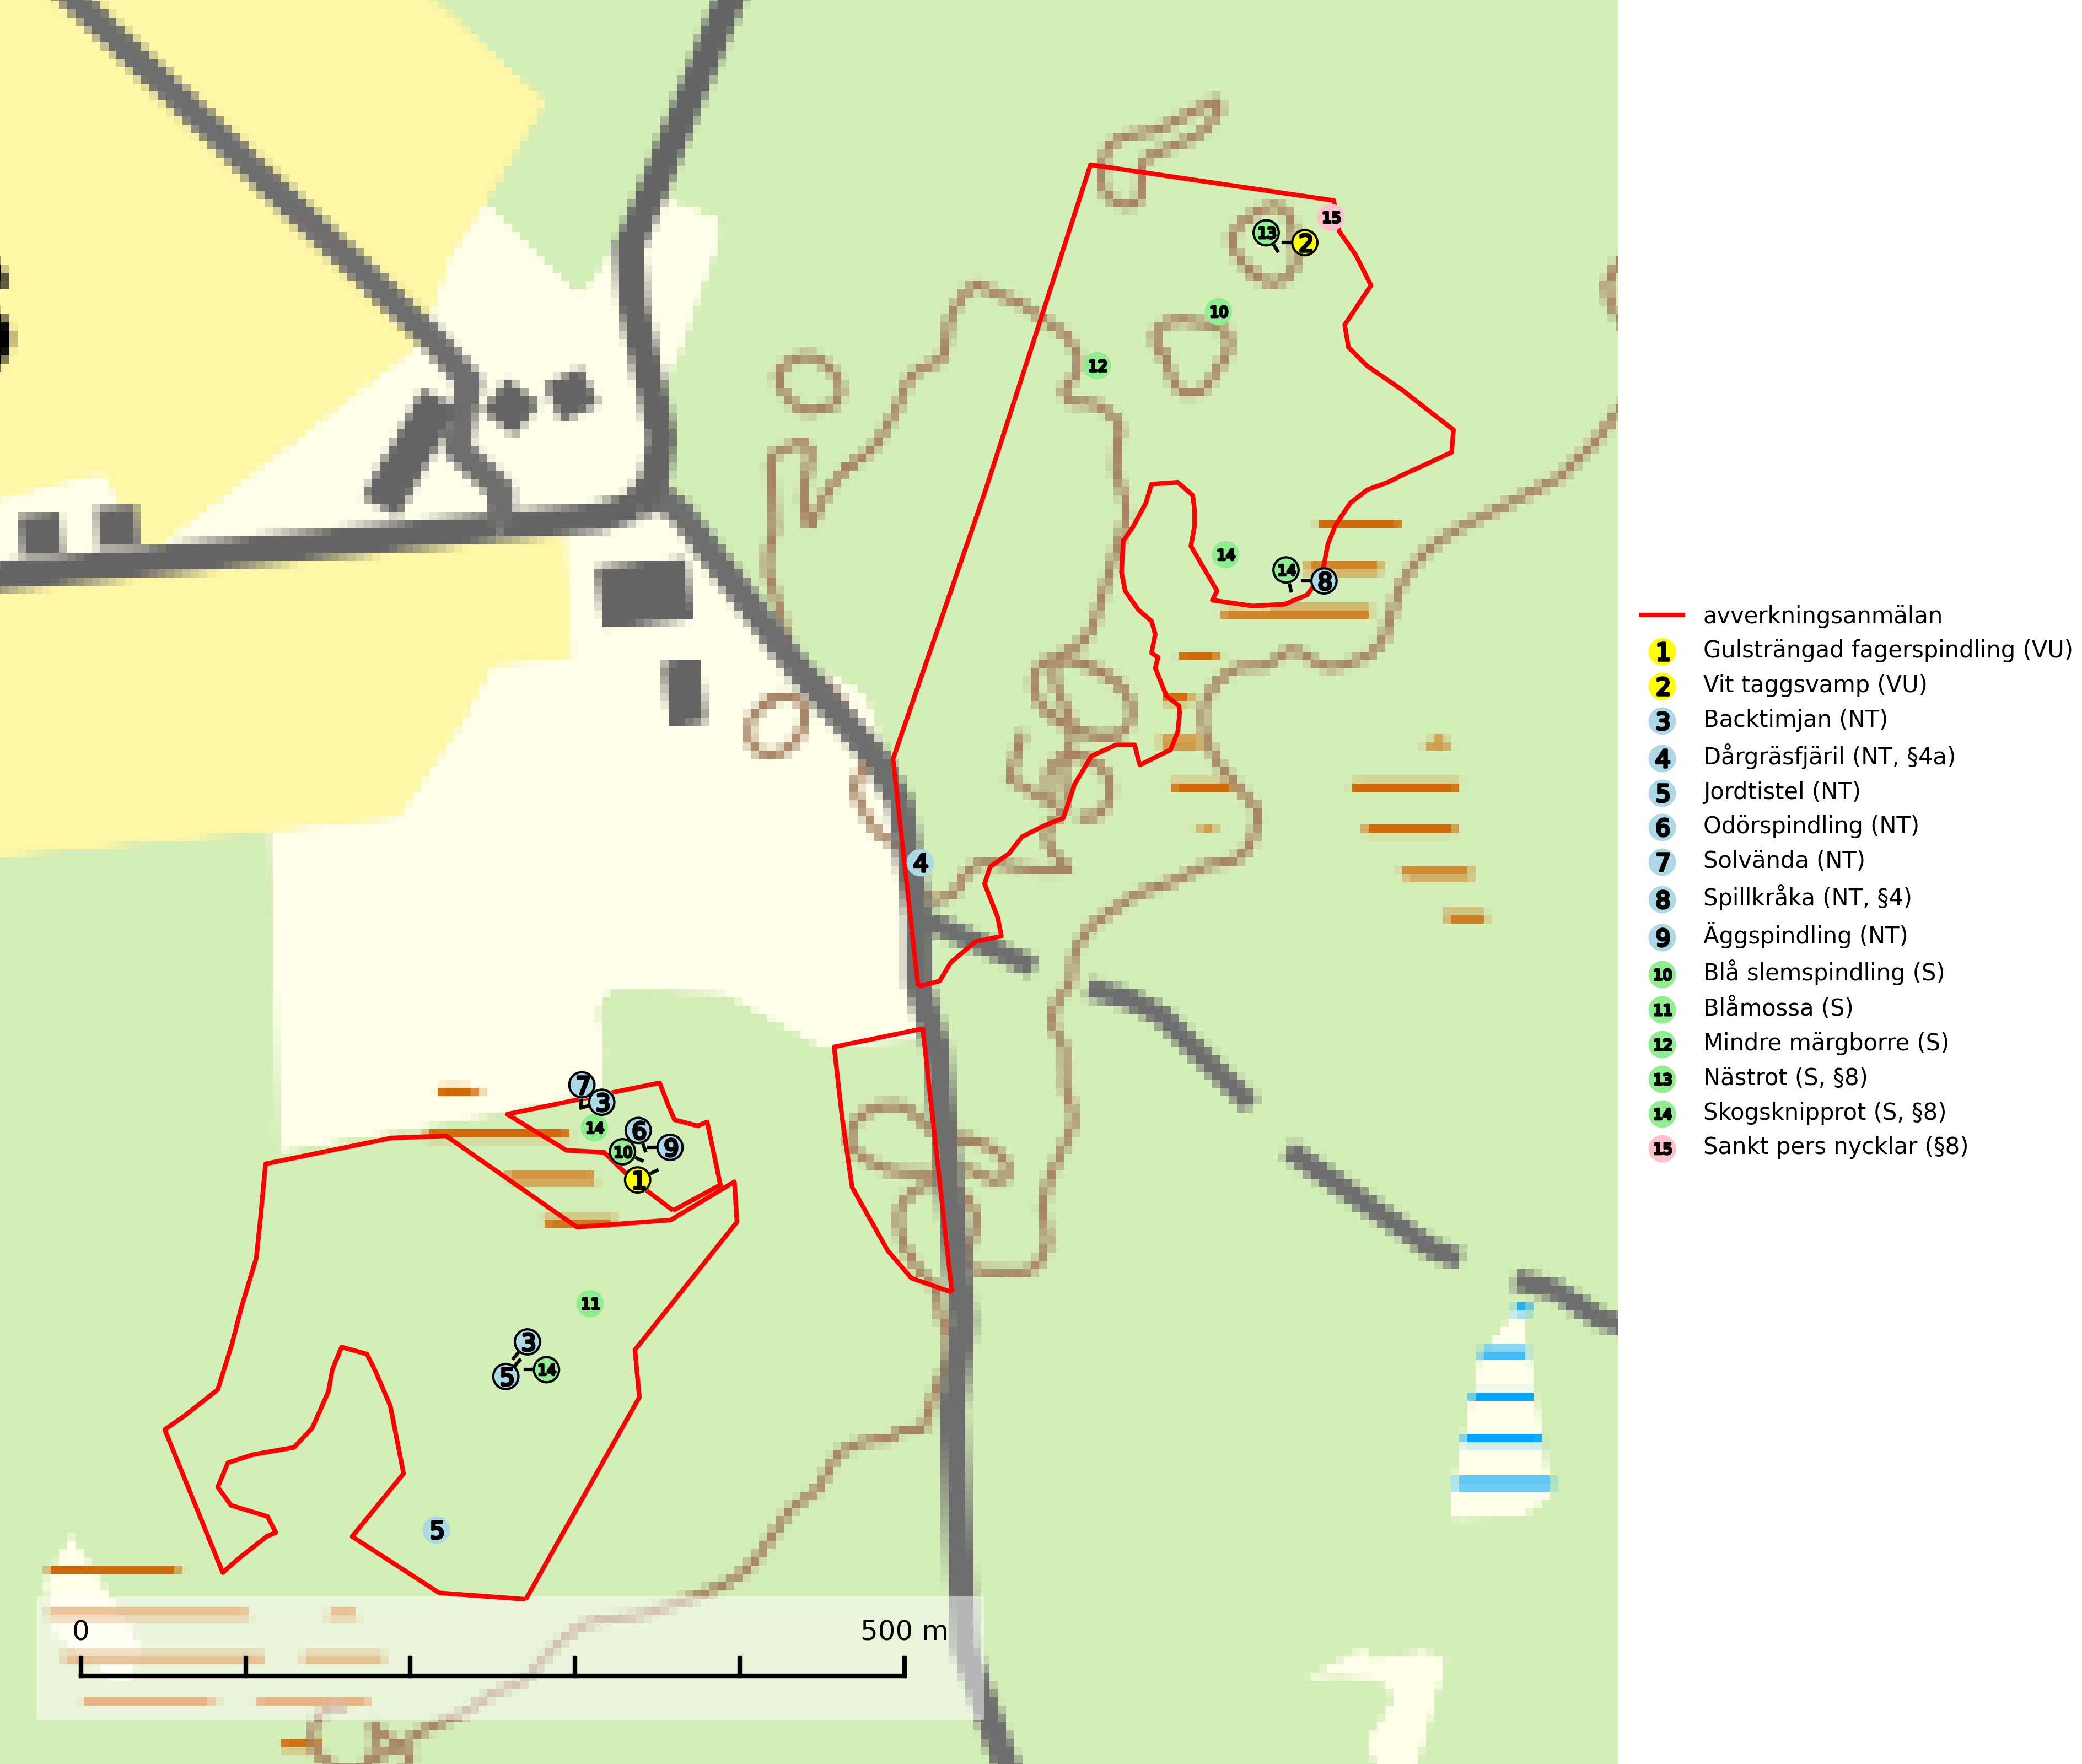 15
13
2
10
12
14
14
8
4
7
3
14
6
9
10
1
11
3
5
14
5
0
500 m
avverkningsanmälan
1 Gulsträngad fagerspindling (VU)
2 Vit taggsvamp (VU)
3 Backtimjan (NT)
4 Dårgräsfjäril (NT, §4a)
5 Jordtistel (NT)
6 Odörspindling (NT)
7 Solvända (NT)
8 Spillkråka (NT, §4)
9 Äggspindling (NT)
10 Blå slemspindling (S)
11 Blåmossa (S)
12 Mindre märgborre (S)
13 Nästrot (S, §8)
14 Skogsknipprot (S, §8)
15 Sankt pers nycklar (§8)